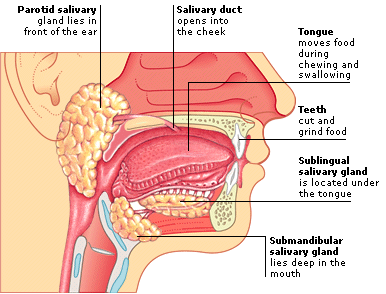 Parotid salivary
gland lies in
front of the ear
Salivary duct
opens into
the cheek
Tongue
moves food
during
chewing and
swallowing
Teeth
cut and
grind food
Sublingual
salivary gland
is located under
the tongue
Submandibular
salivary gland
lies deep in the
mouth